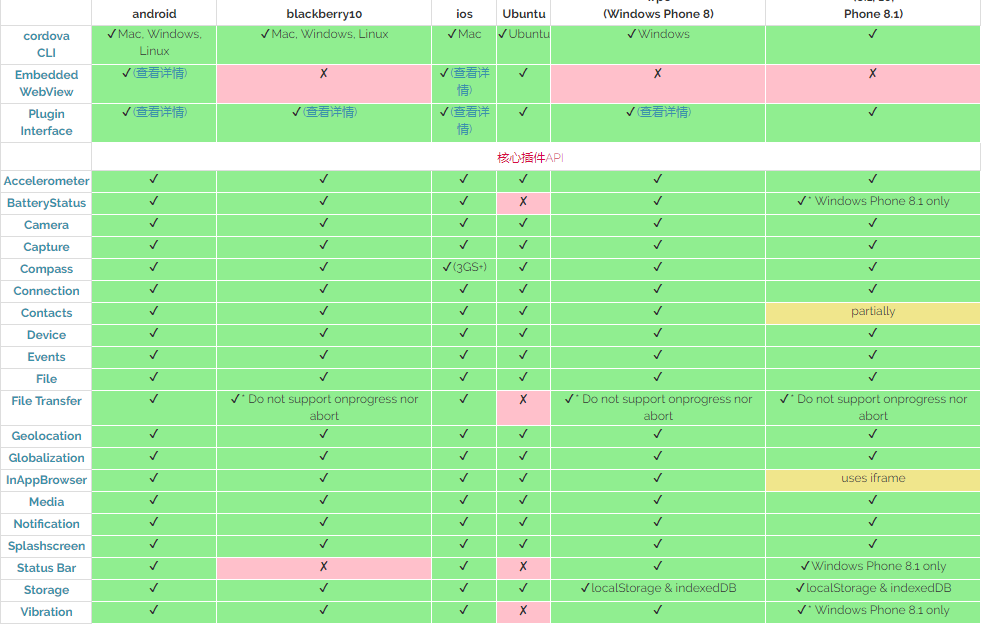 android blackberry10 ios Ubuntu (Windows Phone 8) Phone 8.1)
cordova CLI ✓Mac, Windows, Linux ✓Mac, Windows, Linux ✓Mac ✓Ubuntu ✓Windows ✓
Embedded WebView ✓(查看详情) ✗ ✓(查看详情) ✓ ✗ ✗
Plugin Interface ✓(查看详情) ✓(查看详情) ✓(查看详情) ✓ ✓(查看详情) ✓
核心插件API
Accelerometer ✓ ✓ ✓ ✓ ✓ ✓
BatteryStatus ✓ ✓ ✓ ✗ ✓ ✓* Windows Phone 8.1 only
Camera ✓ ✓ ✓ ✓ ✓ ✓
Capture ✓ ✓ ✓ ✓ ✓ ✓
Compass ✓ ✓ ✓(3GS+) ✓ ✓ ✓
Connection ✓ ✓ ✓ ✓ ✓ ✓
Contacts ✓ ✓ ✓ ✓ ✓ partially
Device ✓ ✓ ✓ ✓ ✓ ✓
Events ✓ ✓ ✓ ✓ ✓ ✓
File ✓ ✓ ✓ ✓ ✓ ✓
File Transfer ✓ ✓* Do not support onprogress nor abort ✓ ✗ ✓* Do not support onprogress nor abort ✓* Do not support onprogress nor abort
Geolocation ✓ ✓ ✓ ✓ ✓ ✓
Globalization ✓ ✓ ✓ ✓ ✓ ✓
InAppBrowser ✓ ✓ ✓ ✓ ✓ uses iframe
Media ✓ ✓ ✓ ✓ ✓ ✓
Notification ✓ ✓ ✓ ✓ ✓ ✓
Splashscreen ✓ ✓ ✓ ✓ ✓ ✓
Status Bar ✓ ✗ ✓ ✗ ✓ ✓Windows Phone 8.1 only
Storage ✓ ✓ ✓ ✓ ✓localStorage & indexedDB ✓localStorage & indexedDB
Vibration ✓ ✓ ✓ ✗ ✓ ✓* Windows Phone 8.1 only